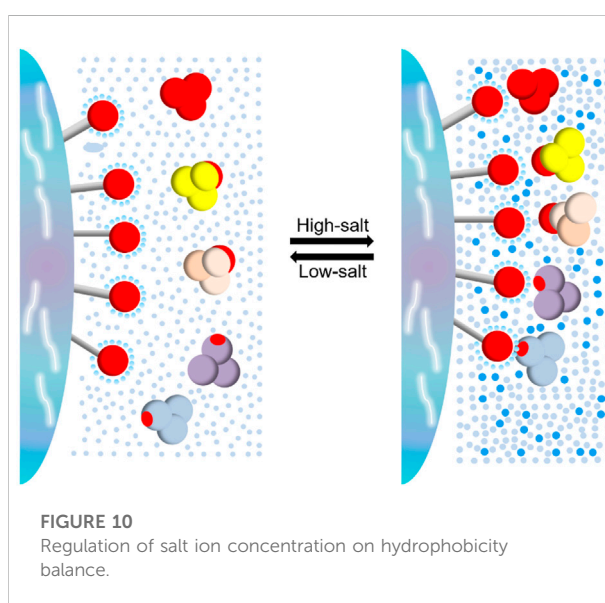 High-salt
Low-salt
FIGURE 10
Regulation of salt ion concentration on hydrophobicity
balance.